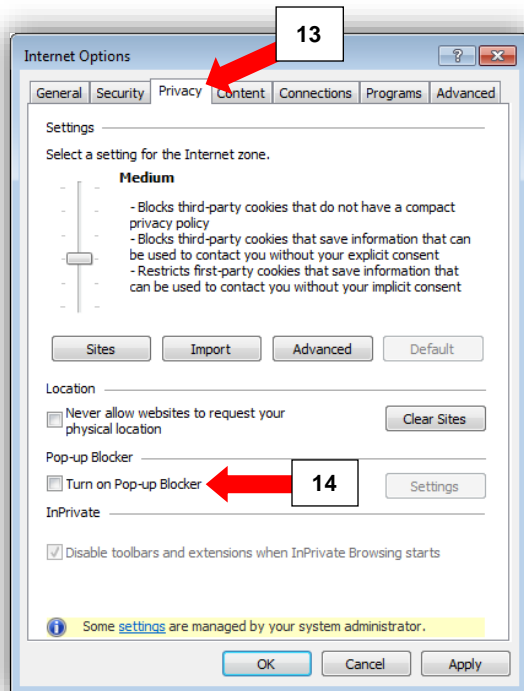 13
Internet Options
General Security Privacy Content Connections Programs Advanced
Settings
Select a setting for the Internet zone.
Medium
- Blocks third-party cookies that do not have a compact
privacy policy
- Blocks third-party cookies that save information that can
be used to contact you without your explicit consent
- Restricts first-party cookies that save information that
can be used to contact you without your implicit consent
Sites Import Advanced Default
Location
Never allow websites to request your
physical location
Clear Sites
Pop-up Blocker
Turn on Pop-up Blocker 14 Settings
InPrivate
Disable toolbars and extensions when InPrivate Browsing starts
Some settings are managed by your system administrator.
OK Cancel Apply